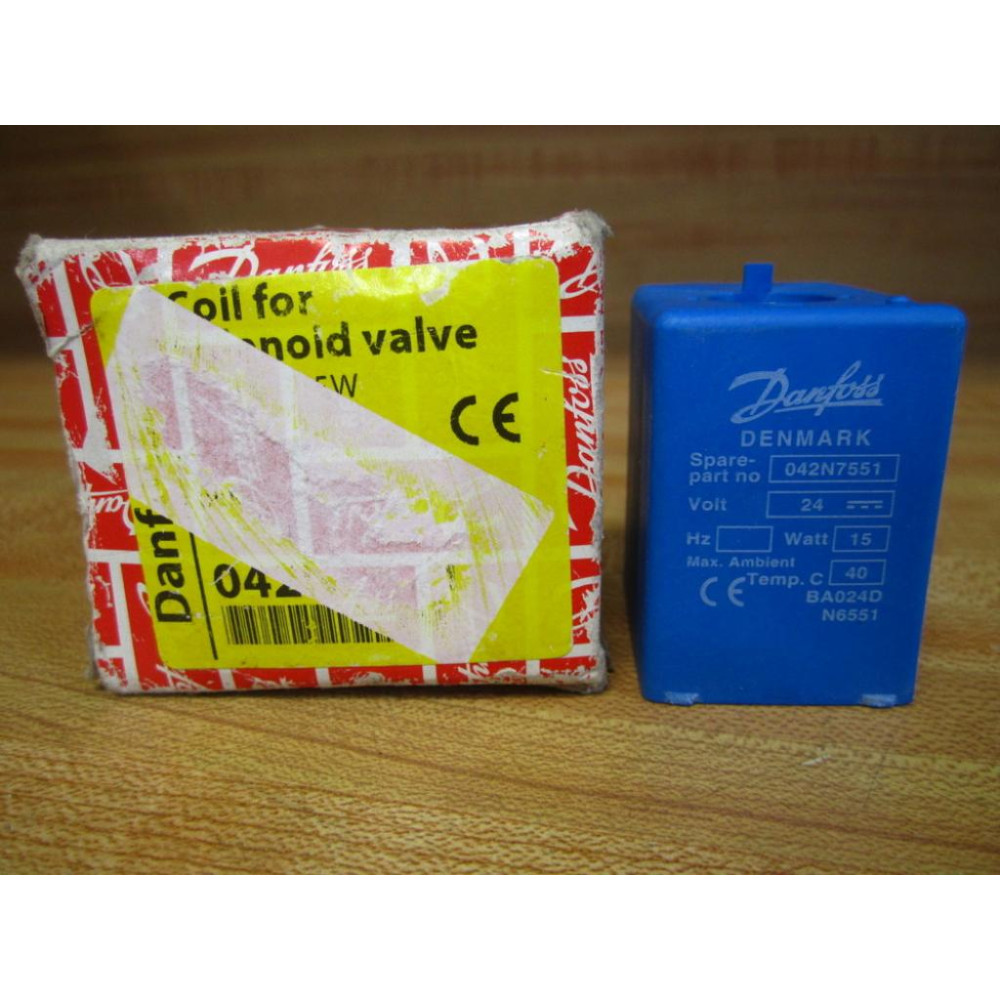 Danfoss
Coil for
valve
5W
CE
Danfoss
Danf
042
Danfoss
DENMARK
Spare-
part no 042N7551
Volt 24
Hz Watt 15
Max. Ambient
Temp. C 40
CE BA024D
N6551